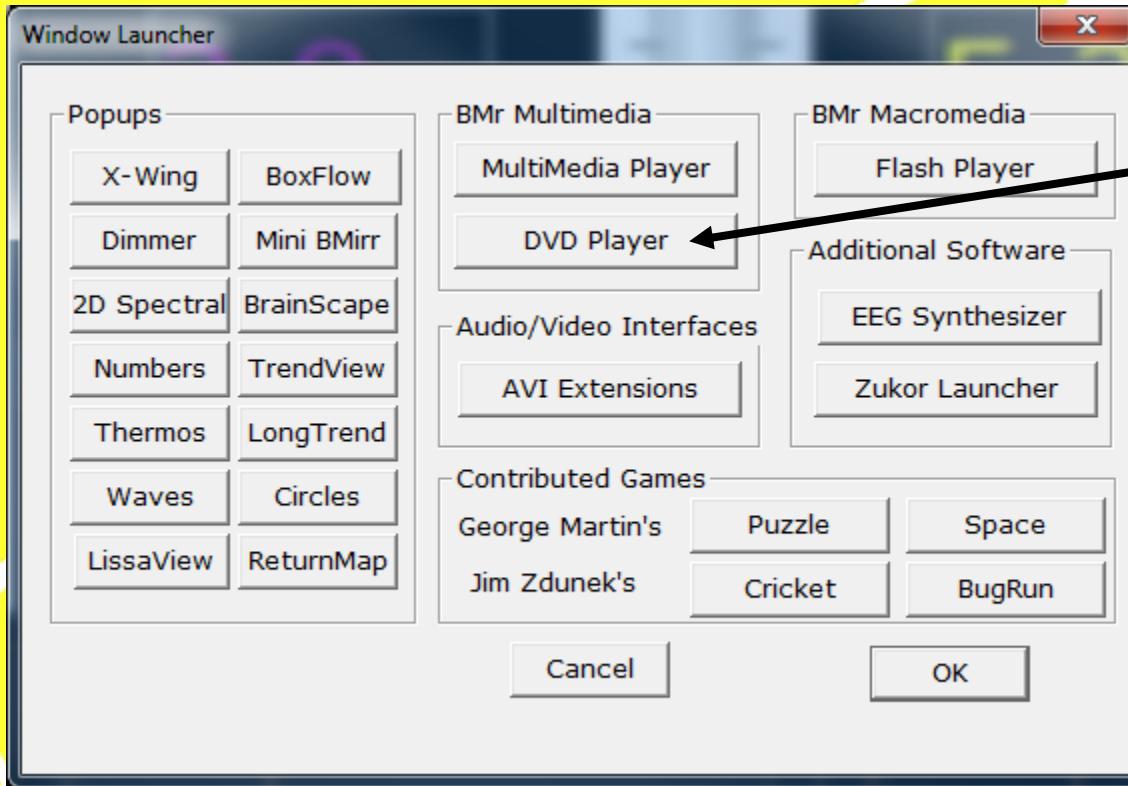 Window Launcher
X
Popups
X-Wing
BoxFlow
Dimmer
Mini BMirr
2D Spectral
BrainScape
Numbers
TrendView
Thermos
LongTrend
Waves
Circles
LissaView
ReturnMap
BMr Multimedia
MultiMedia Player
DVD Player
BMr Macromedia
Flash Player
Audio/Video Interfaces
AVI Extensions
Additional Software
EEG Synthesizer
Zukor Launcher
Contributed Games
George Martin's
Puzzle
Space
Jim Zdunek's
Cricket
BugRun
Cancel
OK